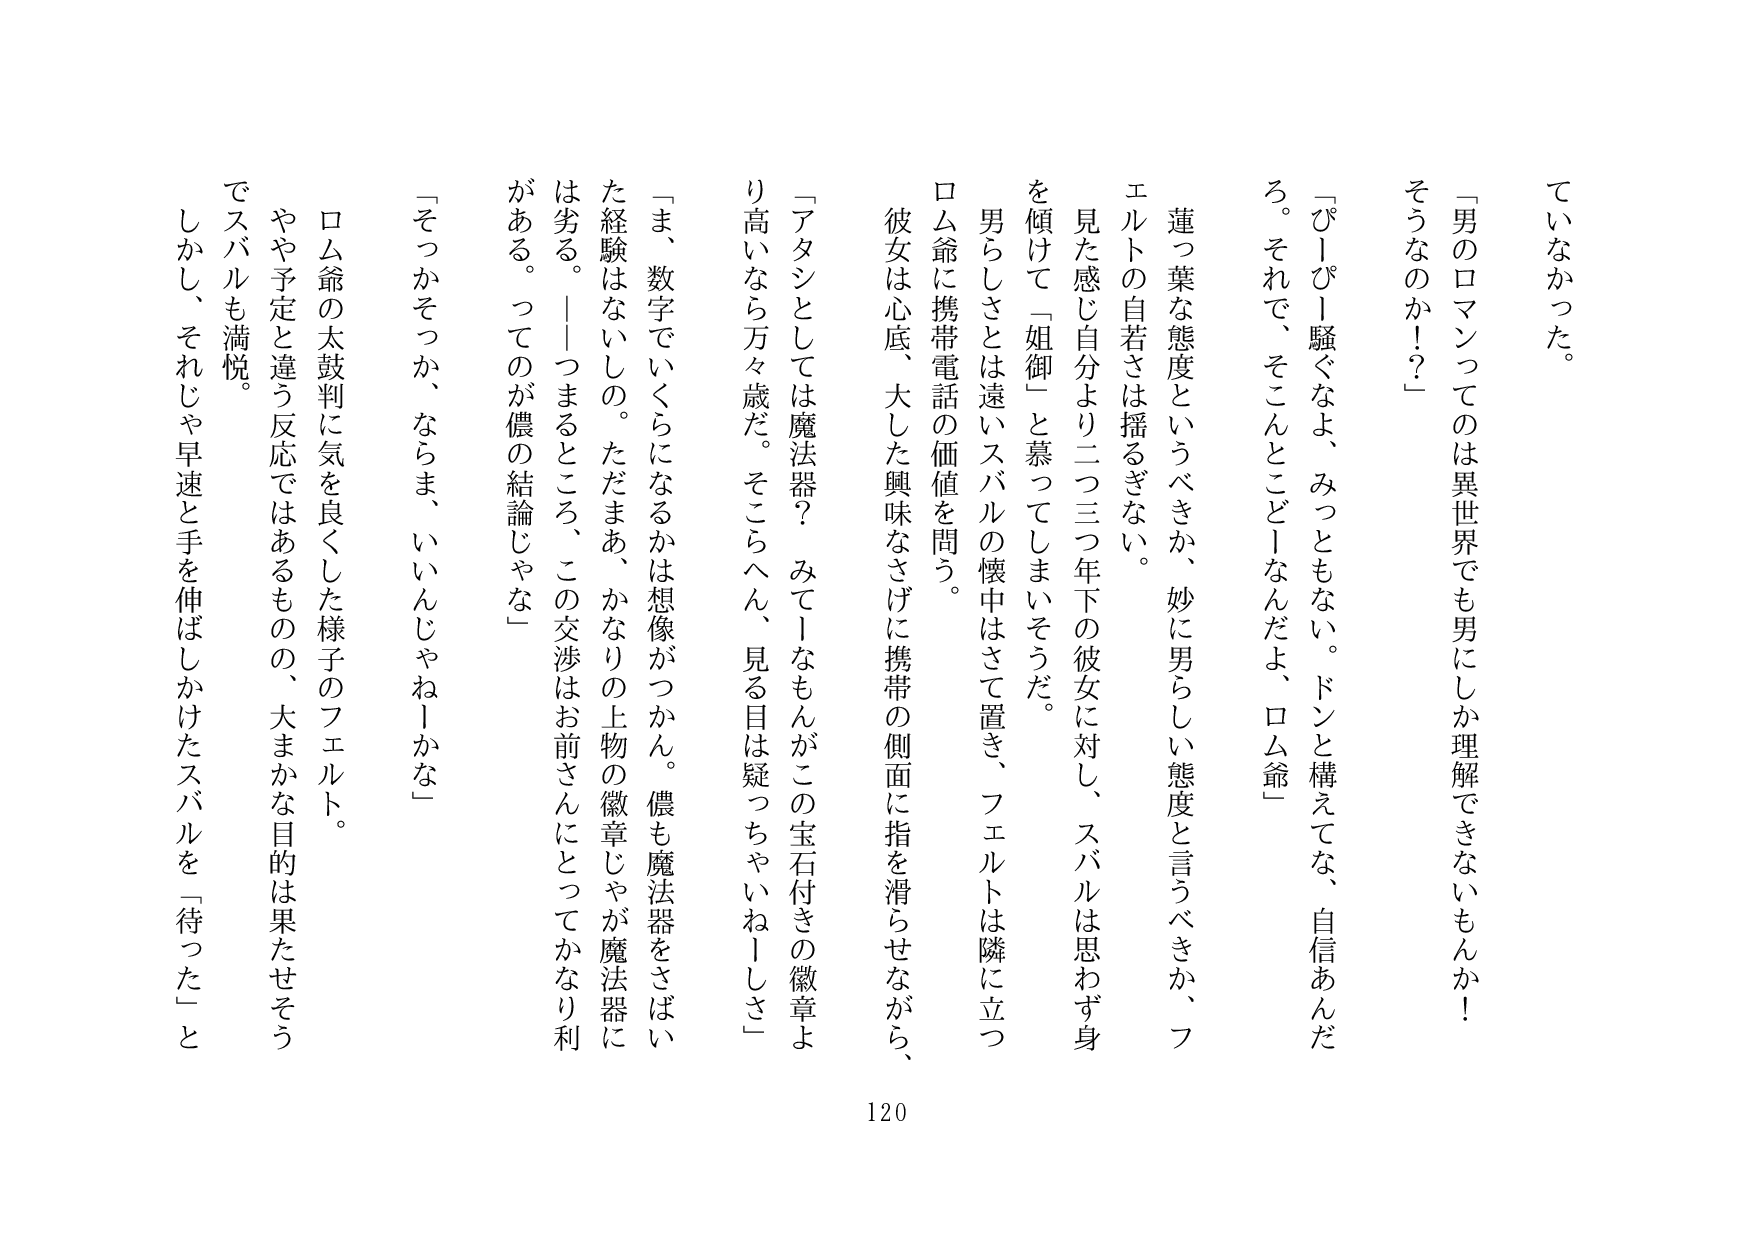 ていなかった。
「男のロマンってのは異世界でも男にしか理解できないもんか！
そうなのか！？」
「ぴーぴー騒ぐなよ、みっともない。ドンと構えてな、自信あんだ
ろ。それで、そこんとこどーなんだよ、ロム爺」
　蓮っ葉な態度というべきか、妙に男らしい態度と言うべきか、フ
ェルトの自若さは揺るぎない。
　見た感じ自分より二つ三つ年下の彼女に対し、スバルは思わず身
を傾けて「姐御」と慕ってしまいそうだ。
　男らしさとは遠いスバルの懐中はさて置き、フェルトは隣に立つ
ロム爺に携帯電話の価値を問う。
　彼女は心底、大した興味なさげに携帯の側面に指を滑らせながら、
「アタシとしては魔法器？　みてーなもんがこの宝石付きの徽章よ
り高いなら万々歳だ。そこらへん、見る目は疑っちゃいねーしさ」
「ま、数字でいくらになるかは想像がつかん。儂も魔法器をさばい
た経験はないしの。ただまあ、かなりの上物の徽章じゃが魔法器に
は劣る。――つまるところ、この交渉はお前さんにとってかなり利
がある。ってのが儂の結論じゃな」
「そっかそっか、ならま、いいんじゃねーかな」
　ロム爺の太鼓判に気を良くした様子のフェルト。
　やや予定と違う反応ではあるものの、大まかな目的は果たせそう
でスバルも満悦。
　しかし、それじゃ早速と手を伸ばしかけたスバルを「待った」と
120